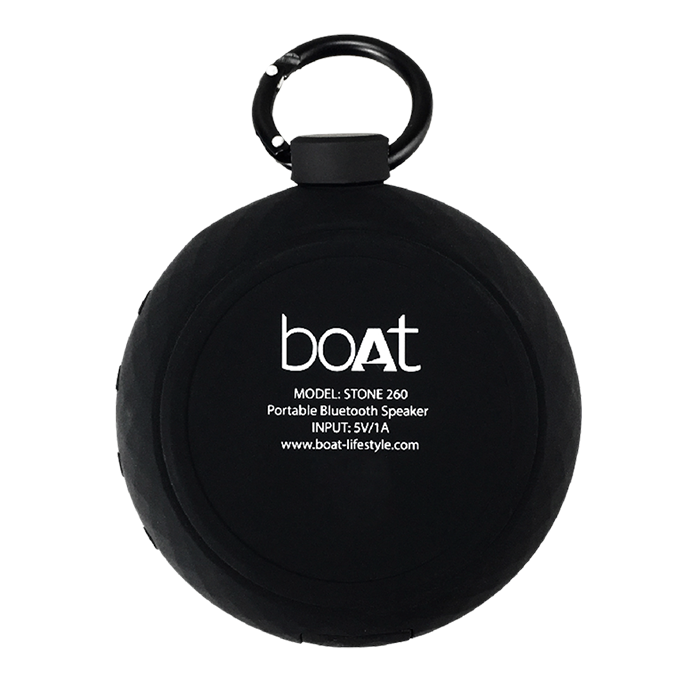 boAt
MODEL: STONE 260
Portable Bluetooth Speaker
INPUT: 5V/1A
www.boat-lifestyle.com